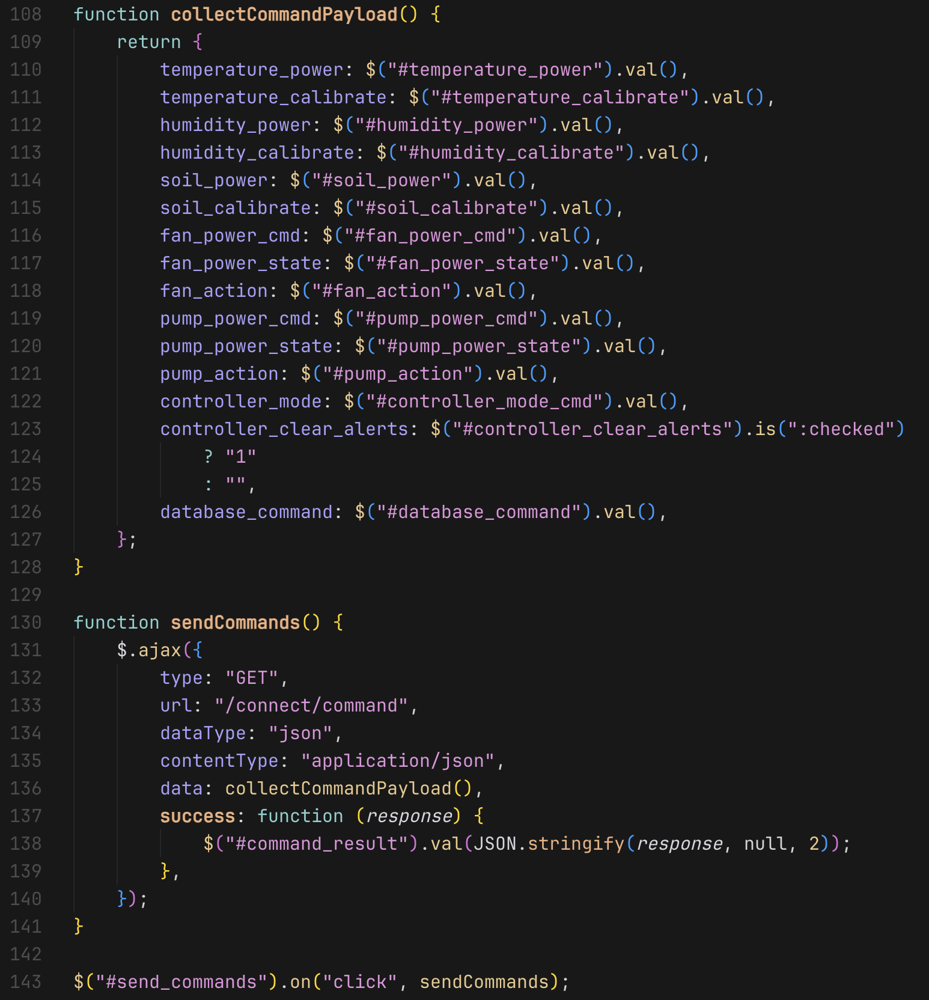 108 function collectCommandPayload() {
109     return {
110         temperature_power: $("#temperature_power").val(),
111         temperature_calibrate: $("#temperature_calibrate").val(),
112         humidity_power: $("#humidity_power").val(),
113         humidity_calibrate: $("#humidity_calibrate").val(),
114         soil_power: $("#soil_power").val(),
115         soil_calibrate: $("#soil_calibrate").val(),
116         fan_power_cmd: $("#fan_power_cmd").val(),
117         fan_power_state: $("#fan_power_state").val(),
118         fan_action: $("#fan_action").val(),
119         pump_power_cmd: $("#pump_power_cmd").val(),
120         pump_power_state: $("#pump_power_state").val(),
121         pump_action: $("#pump_action").val(),
122         controller_mode: $("#controller_mode_cmd").val(),
123         controller_clear_alerts: $("#controller_clear_alerts").is(":checked")
124             ? "1"
125             : "",
126         database_command: $("#database_command").val(),
127     };
128 }
129
130 function sendCommands() {
131     $.ajax({
132         type: "GET",
133         url: "/connect/command",
134         dataType: "json",
135         contentType: "application/json",
136         data: collectCommandPayload(),
137         success: function (response) {
138             $("#command_result").val(JSON.stringify(response, null, 2));
139         },
140     });
141 }
142
143 $("#send_commands").on("click", sendCommands);